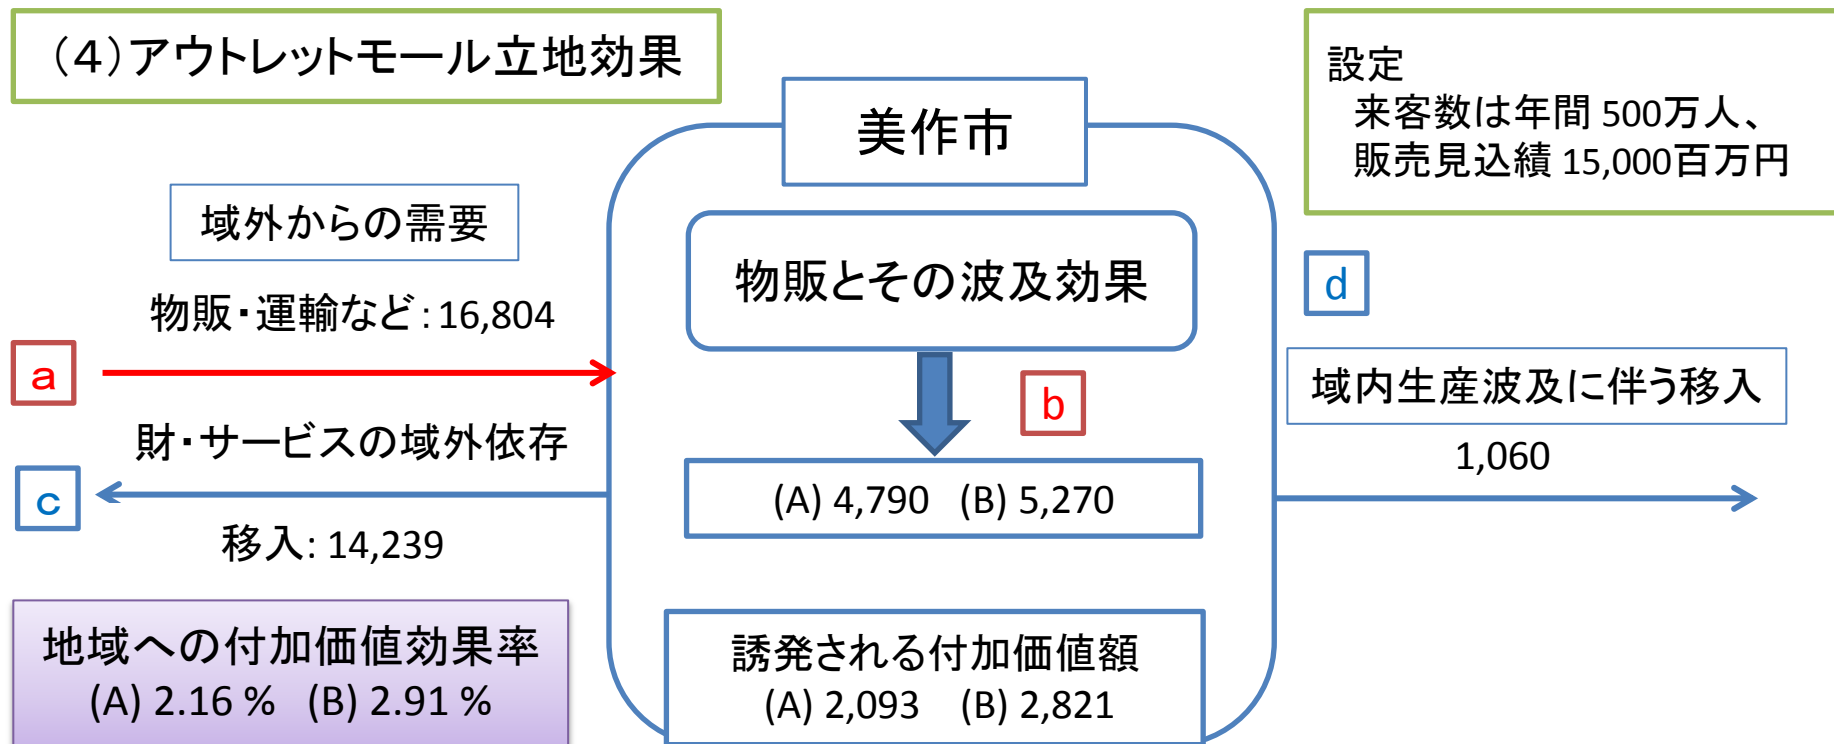 （４）アウトレットモール立地効果
設定
来客数は年間 500万人、
販売見込績 15,000百万円
美作市
域外からの需要
物販・運輸など：16,804
物販とその波及効果
d
a
b
域内生産波及に伴う移入
1,060
財・サービスの域外依存
c
移入: 14,239
(A) 4,790 (B) 5,270
地域への付加価値効果率
(A) 2.16 % (B) 2.91 %
誘発される付加価値額
(A) 2,093 (B) 2,821